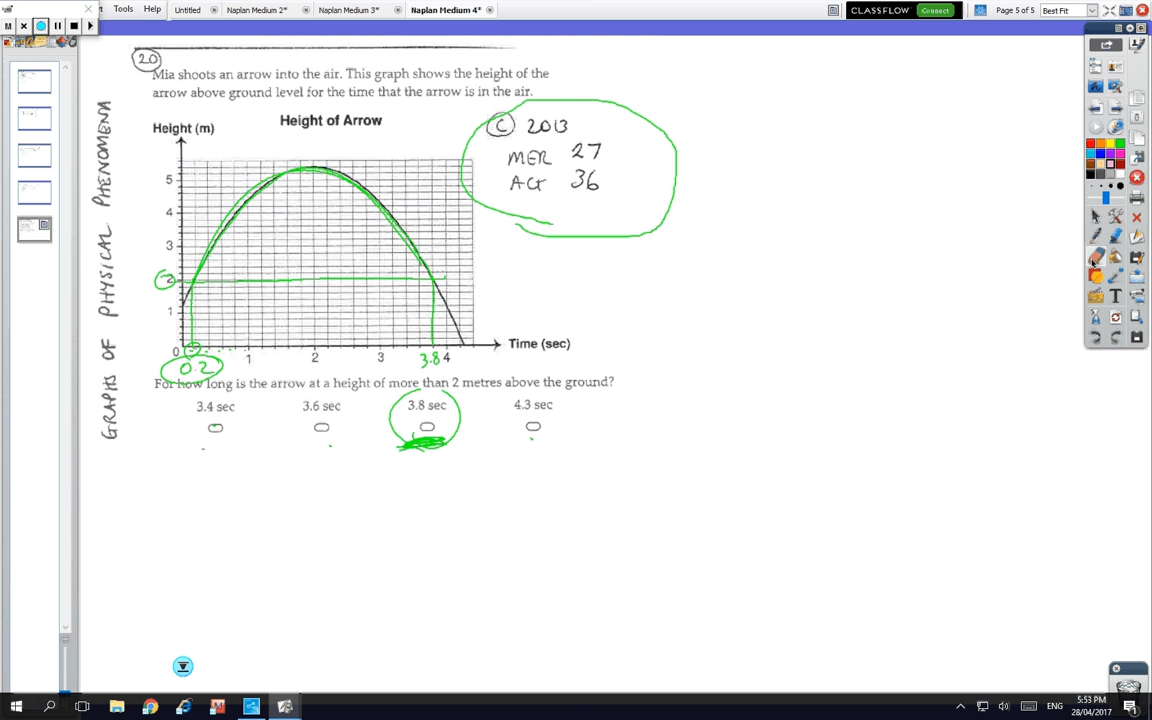 Tools Help Untitled Naplan Medium 2* Naplan Medium 3* Naplan Medium 4* CLASSFLOW Connect Page 5 of 5 Best Fit
20
Mia shoots an arrow into the air. This graph shows the height of the
arrow above ground level for the time that the arrow is in the air.
Height (m) Height of Arrow
C 2013
MER 27
ACT 36
GRAPHS OF PHYSICAL PHENOMENA
5
4
3
2
1
0 1 2 3 3.8 4 Time (sec)
0.2
For how long is the arrow at a height of more than 2 metres above the ground?
3.4 sec 3.6 sec 3.8 sec 4.3 sec
ENG 5:53 PM
28/04/2017